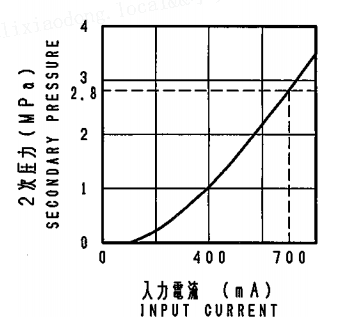 4
3
2.8
2
1
0
2次圧力(MPa)
SECONDARY PRESSURE
0
400
700
入力電流 (mA)
INPUT CURRENT